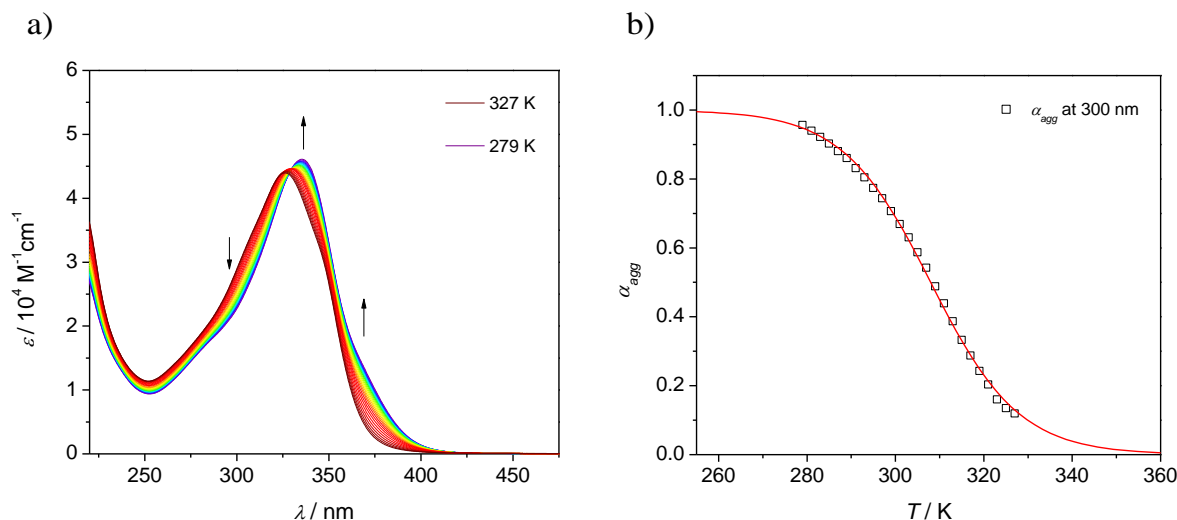 a)
6
5
4
3
2
1
0
ε / 10⁴ M⁻¹cm⁻¹
327 K
279 K
250 300 350 400 450
λ / nm
b)
1.0
0.8
0.6
0.4
0.2
0.0
α_agg
α_agg at 300 nm
260 280 300 320 340 360
T / K